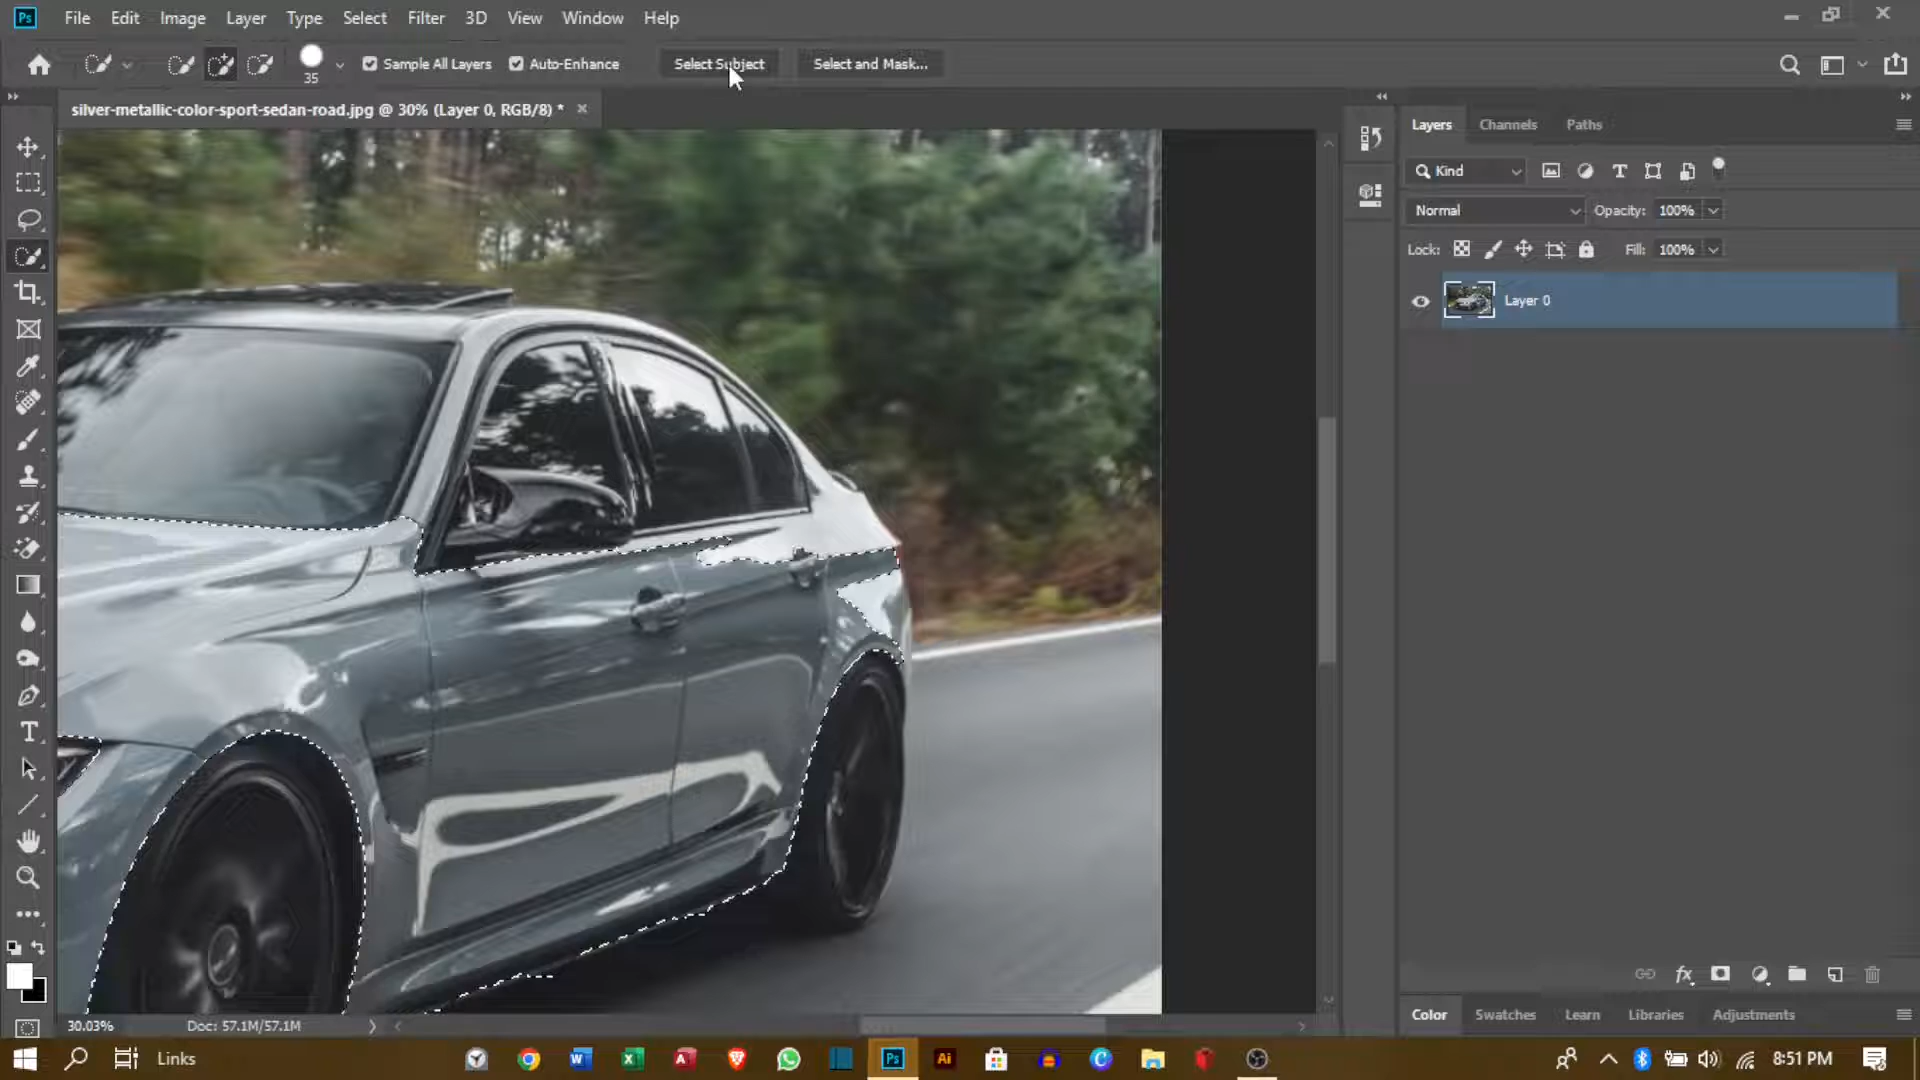 Ps File Edit Image Layer Type Select Filter 3D View Window Help
35 Sample All Layers Auto-Enhance Select Subject Select and Mask...
silver-metallic-color-sport-sedan-road.jpg @ 30% (Layer 0, RGB/8) *
Layers Channels Paths
Kind
Normal Opacity: 100%
Lock: Fill: 100%
Layer 0
Color Swatches Learn Libraries Adjustments
30.03% Doc: 57.1M/57.1M
Links 8:51 PM